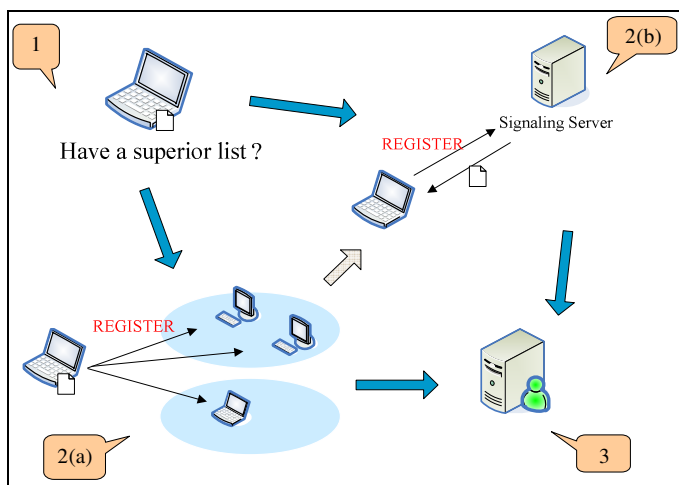 1
2(b)
Signaling Server
Have a superior list ?
REGISTER
REGISTER
2(a)
3